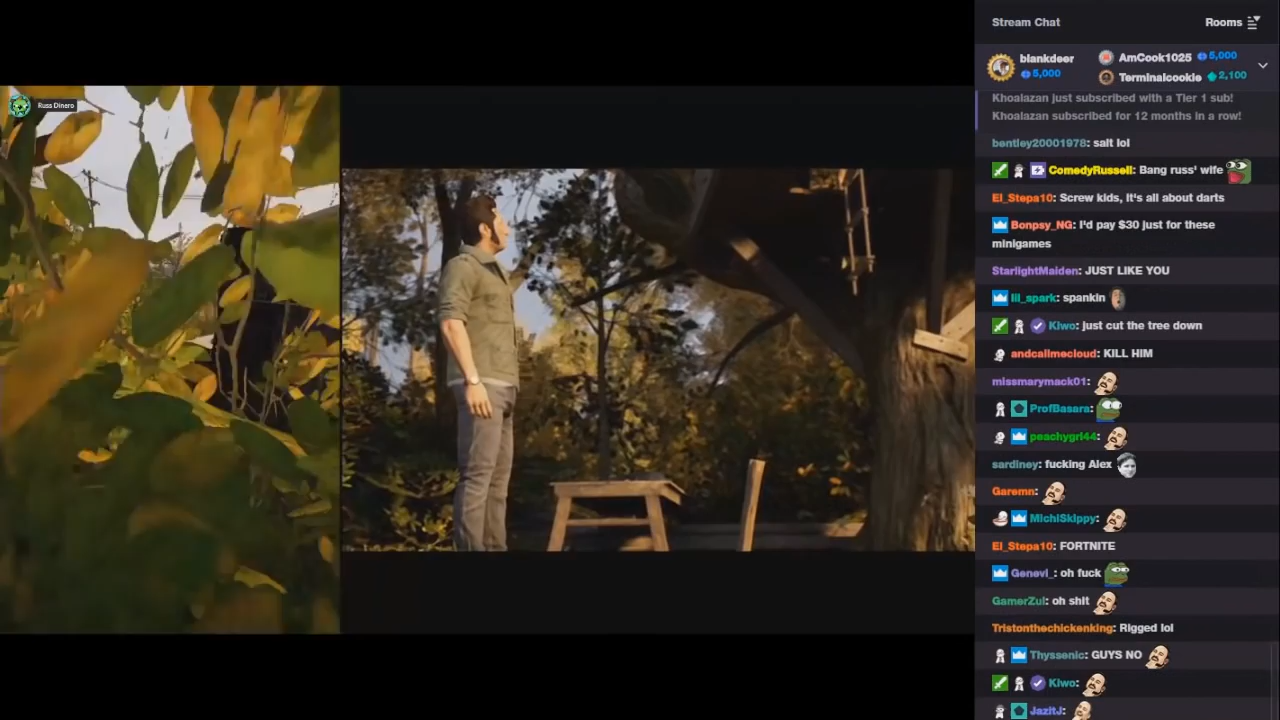 Russ Dinero
Stream Chat
Rooms
blankdeer
5,000
AmCook1025 5,000
Terminalcookie 2,100
Khoalazan just subscribed with a Tier 1 sub!
Khoalazan subscribed for 12 months in a row!
bentley20001978: salt lol
ComedyRussell: Bang russ' wife
El_Stepa10: Screw kids, It's all about darts
Bonpsy_NG: I'd pay $30 just for these
minigames
StarlightMaiden: JUST LIKE YOU
lil_spark: spankin
Kiwo: just cut the tree down
andcallmecloud: KILL HIM
missmarymack01:
ProfBasara:
peachygrl44:
sardiney: fucking Alex
Garemn:
MichiSkippy:
El_Stepa10: FORTNITE
Genevi_: oh fuck
GamerZul: oh shit
Tristonthechickenking: Rigged lol
Thyssenic: GUYS NO
Kiwo:
JazitJ: